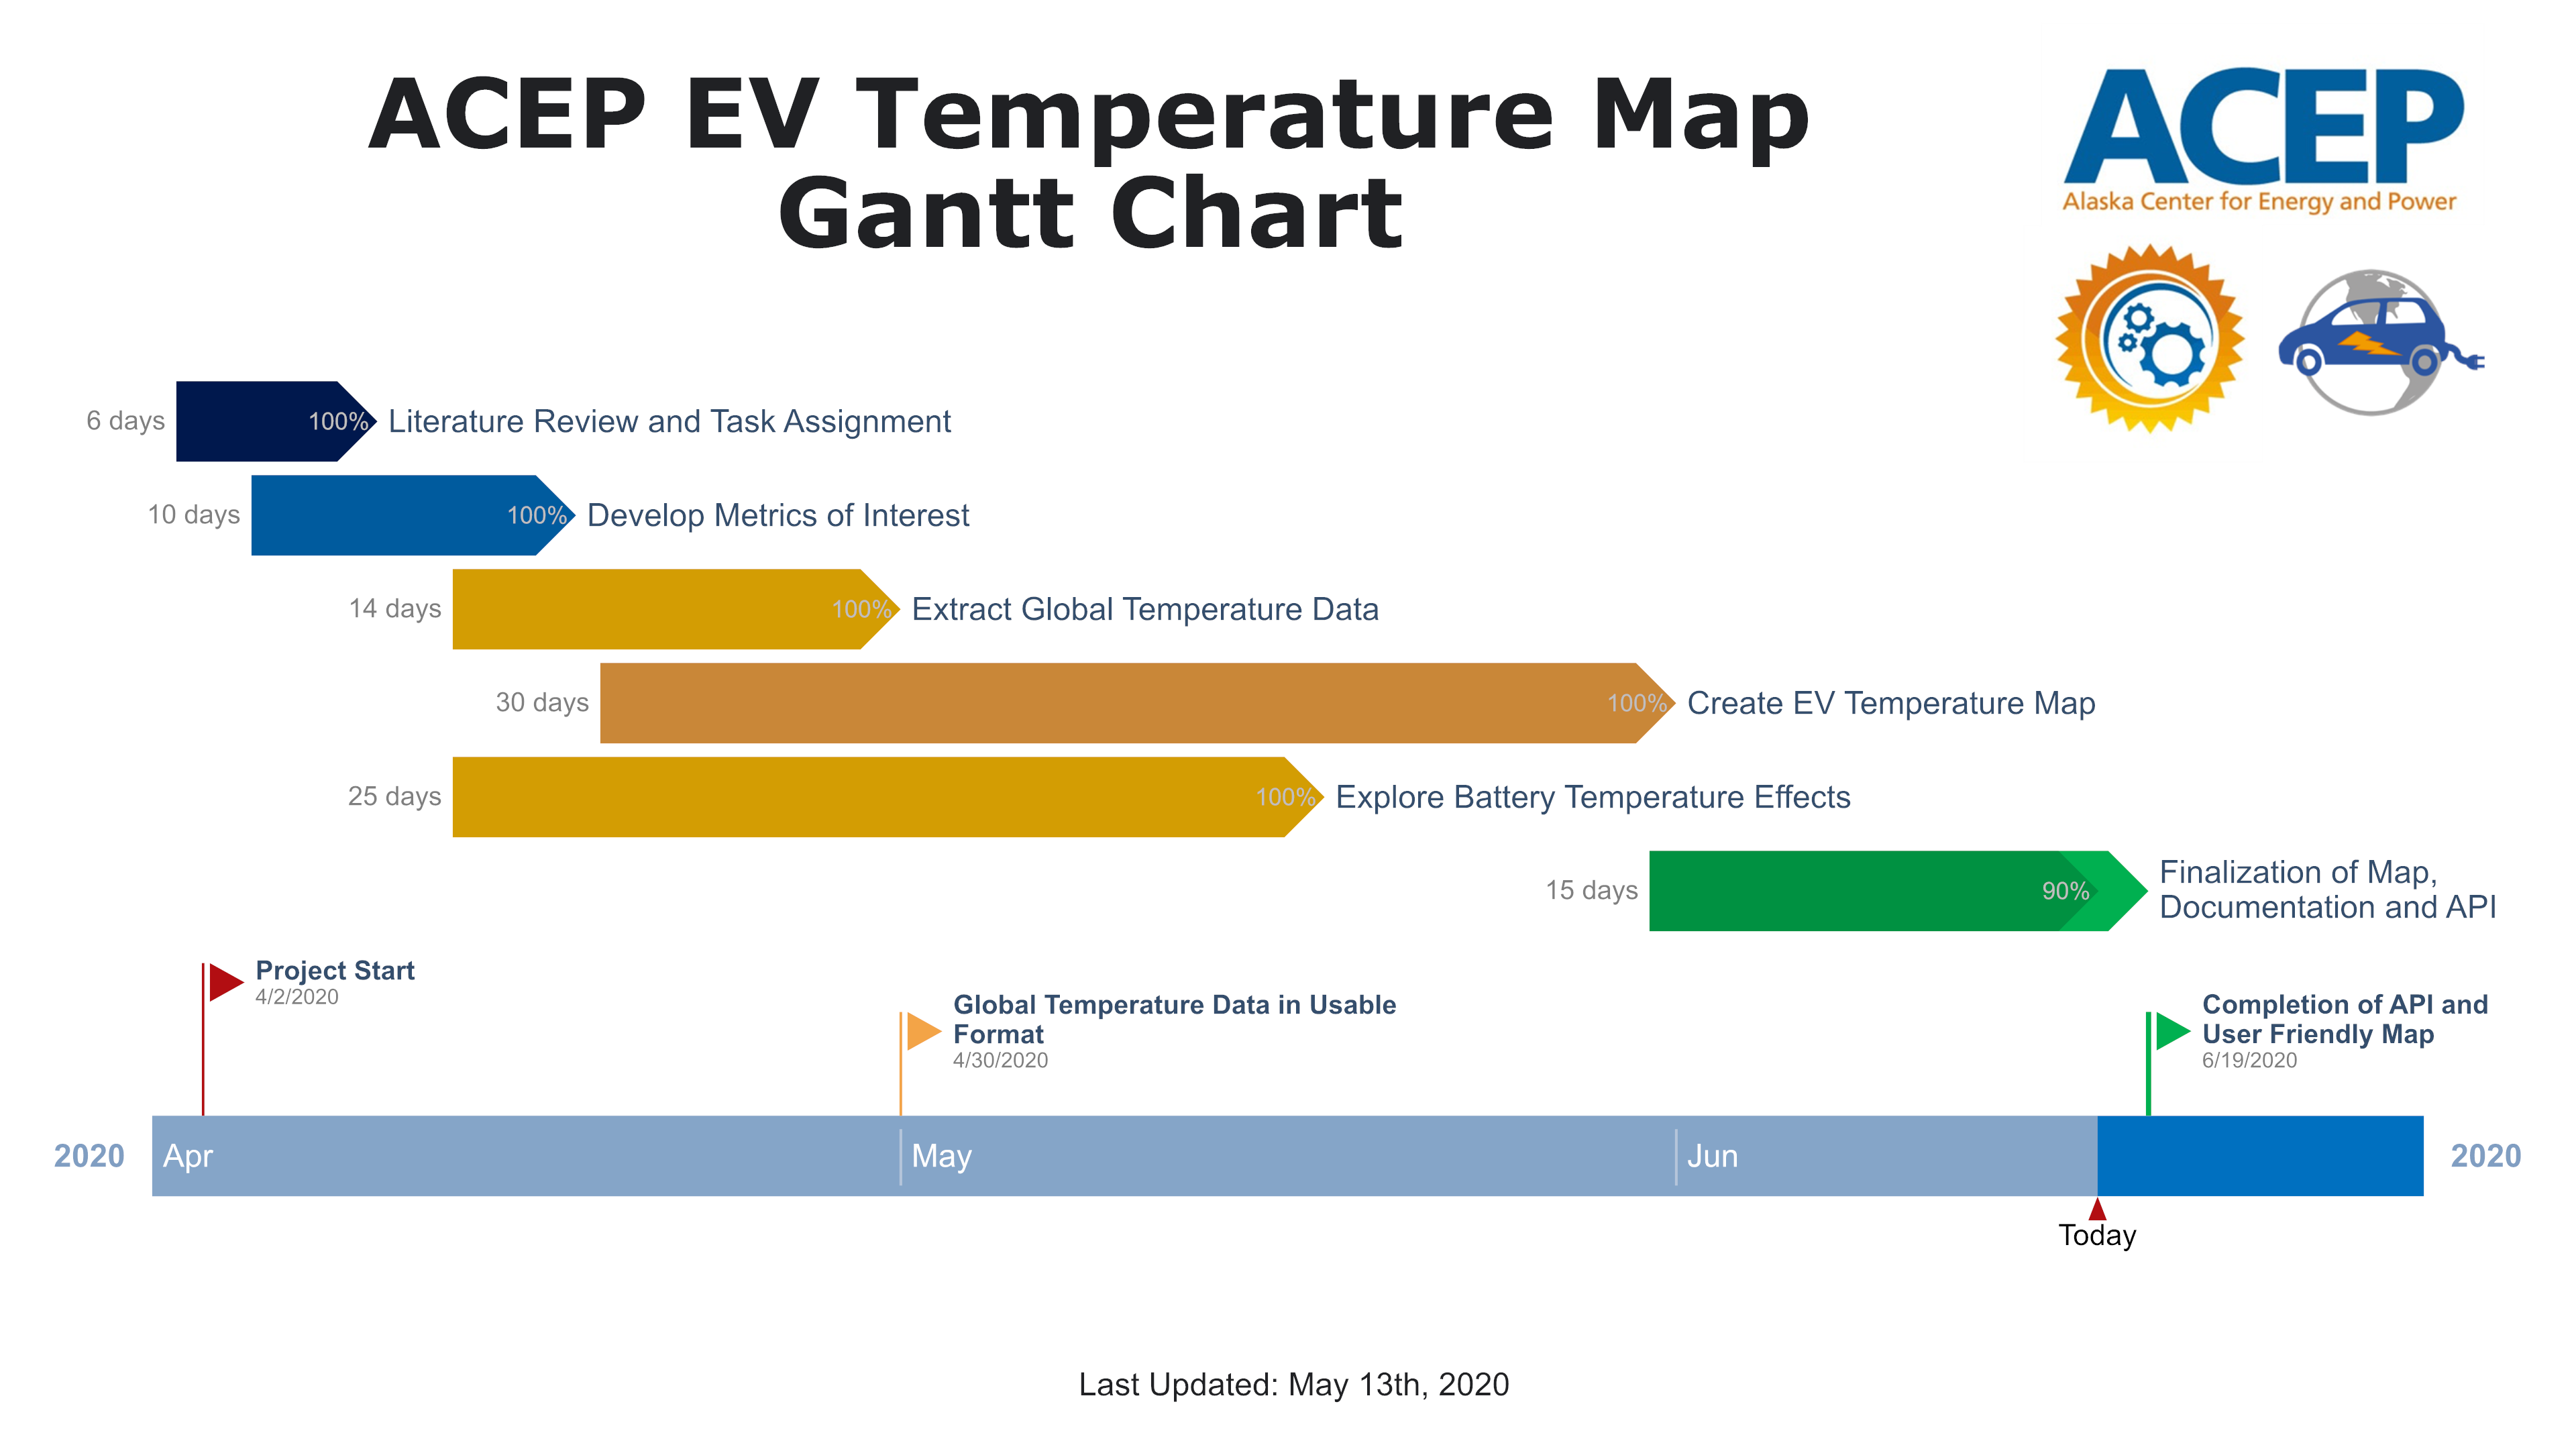 ACEP EV Temperature Map
Gantt Chart
ACEP
Alaska Center for Energy and Power
6 days
100%
Literature Review and Task Assignment
10 days
100%
Develop Metrics of Interest
14 days
100%
Extract Global Temperature Data
30 days
100%
Create EV Temperature Map
25 days
100%
Explore Battery Temperature Effects
15 days
90%
Finalization of Map,
Documentation and API
Project Start
4/2/2020
Global Temperature Data in Usable
Format
4/30/2020
Completion of API and
User Friendly Map
6/19/2020
2020
Apr
May
Jun
2020
Today
Last Updated: May 13th, 2020